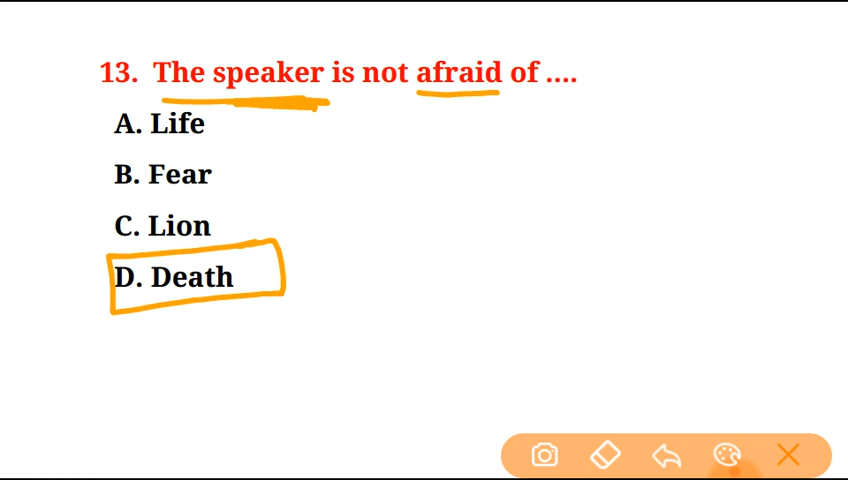 13. The speaker is not afraid of ....
A. Life
B. Fear
C. Lion
D. Death